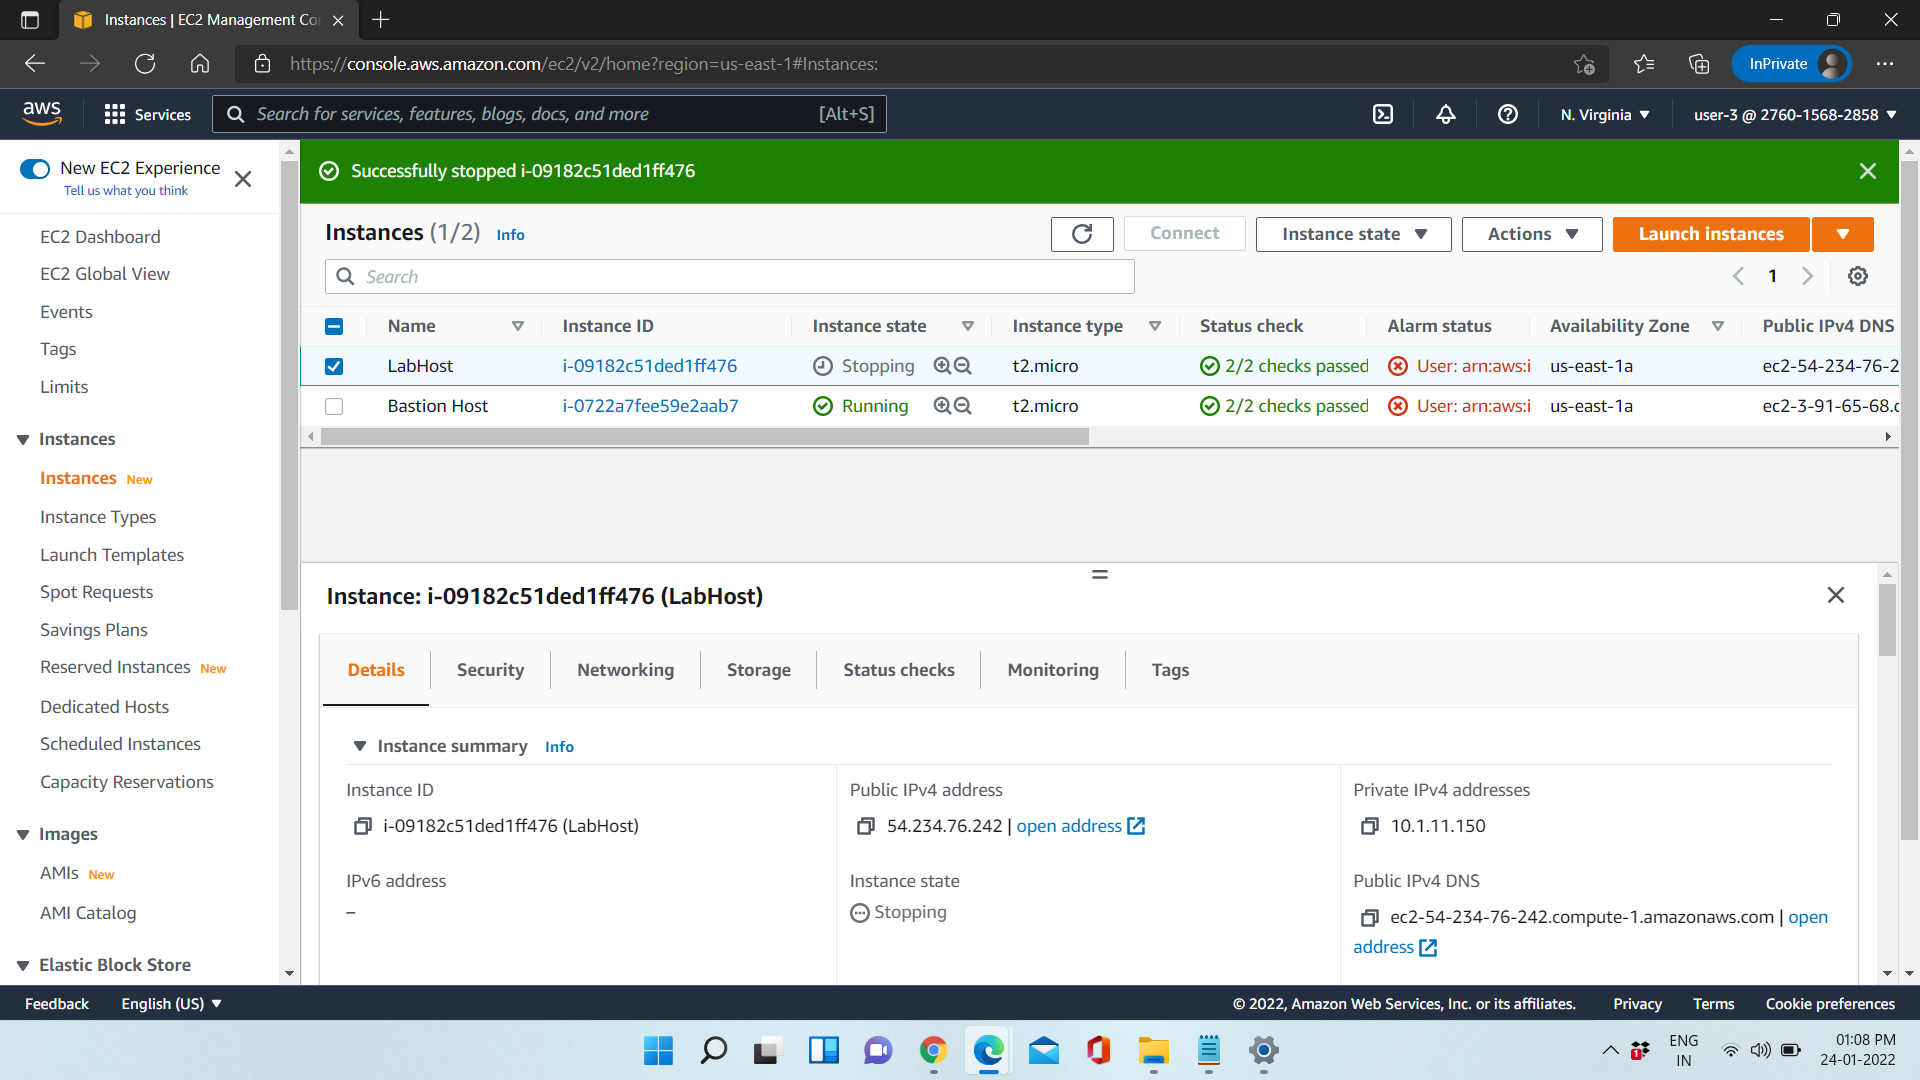 Instances | EC2 Management Co
https://console.aws.amazon.com/ec2/v2/home?region=us-east-1#Instances:
InPrivate
aws
Services
Search for services, features, blogs, docs, and more
[Alt+S]
N. Virginia
user-3 @ 2760-1568-2858
New EC2 Experience
Tell us what you think
EC2 Dashboard
EC2 Global View
Events
Tags
Limits
Instances
Instances New
Instance Types
Launch Templates
Spot Requests
Savings Plans
Reserved Instances New
Dedicated Hosts
Scheduled Instances
Capacity Reservations
Images
AMIs New
AMI Catalog
Elastic Block Store
Successfully stopped i-09182c51ded1ff476
Instances (1/2) Info
Connect
Instance state
Actions
Launch instances
Search
1
Name Instance ID Instance state Instance type Status check Alarm status Availability Zone Public IPv4 DNS
LabHost i-09182c51ded1ff476 Stopping t2.micro 2/2 checks passed User: arn:aws:i us-east-1a ec2-54-234-76-2
Bastion Host i-0722a7fee59e2aab7 Running t2.micro 2/2 checks passed User: arn:aws:i us-east-1a ec2-3-91-65-68.c
Instance: i-09182c51ded1ff476 (LabHost)
Details Security Networking Storage Status checks Monitoring Tags
Instance summary Info
Instance ID
i-09182c51ded1ff476 (LabHost)
Public IPv4 address
54.234.76.242 | open address
Private IPv4 addresses
10.1.11.150
IPv6 address
–
Instance state
Stopping
Public IPv4 DNS
ec2-54-234-76-242.compute-1.amazonaws.com | open
address
Feedback
English (US)
© 2022, Amazon Web Services, Inc. or its affiliates.
Privacy
Terms
Cookie preferences
1
ENG
IN
01:08 PM
24-01-2022